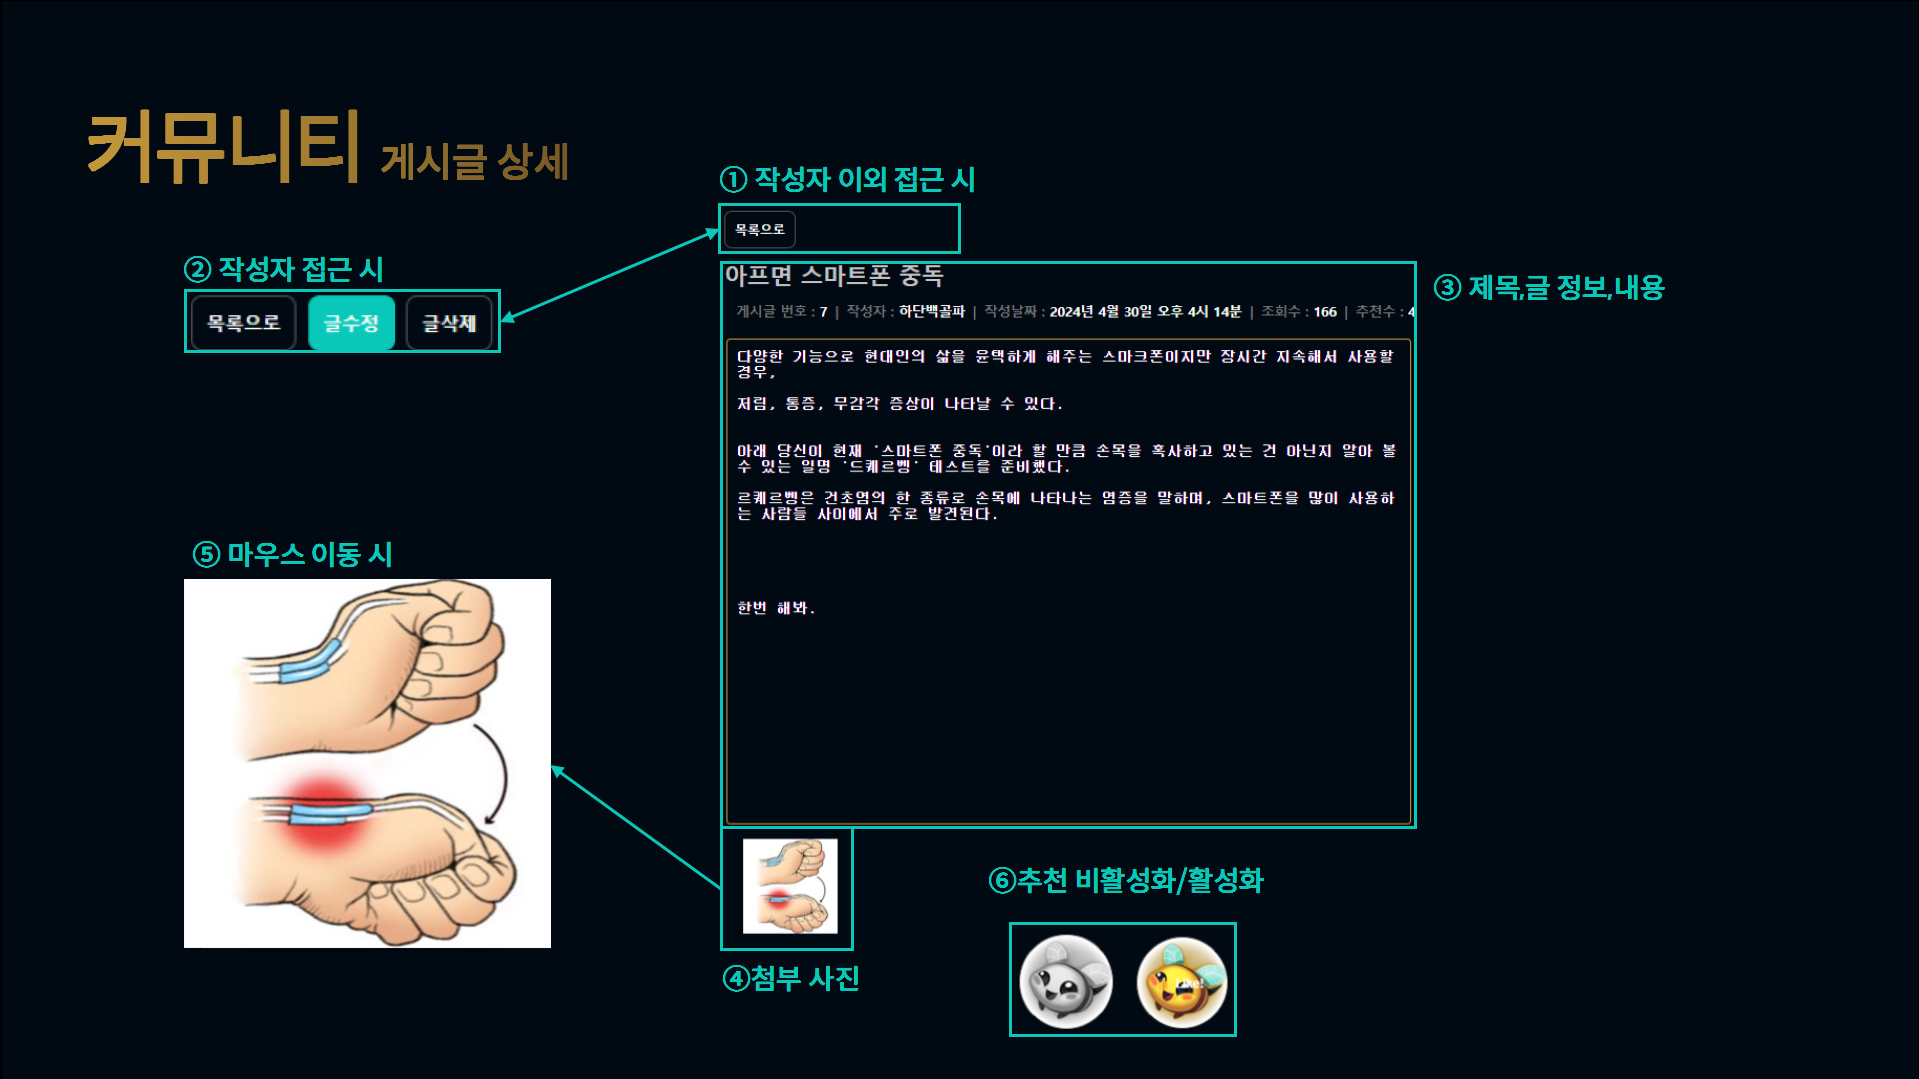 커뮤니티 게시글 상세
① 작성자 이외 접근 시
목록으로
② 작성자 접근 시
목록으로 글수정 글삭제
③ 제목,글 정보,내용
아프면 스마트폰 중독
게시글 번호 : 7 | 작성자 : 하단백골파 | 작성날짜 : 2024년 4월 30일 오후 4시 14분 | 조회수 : 166 | 추천수 : 4
다양한 기능으로 현대인의 삶을 윤택하게 해주는 스마크폰이지만 장시간 지속해서 사용할
경우,
저림, 통증, 무감각 증상이 나타날 수 있다.
아래 당신이 현재 '스마트폰 중독'이라 할 만큼 손목을 혹사하고 있는 건 아닌지 알아 볼
수 있는 일명 '드퀘르벵' 테스트를 준비했다.
르퀘르벵은 건초염의 한 종류로 손목에 나타나는 염증을 말하며, 스마트폰을 많이 사용하
는 사람들 사이에서 주로 발견된다.
한번 해봐.
⑤ 마우스 이동 시
④첨부 사진
⑥추천 비활성화/활성화
Like!